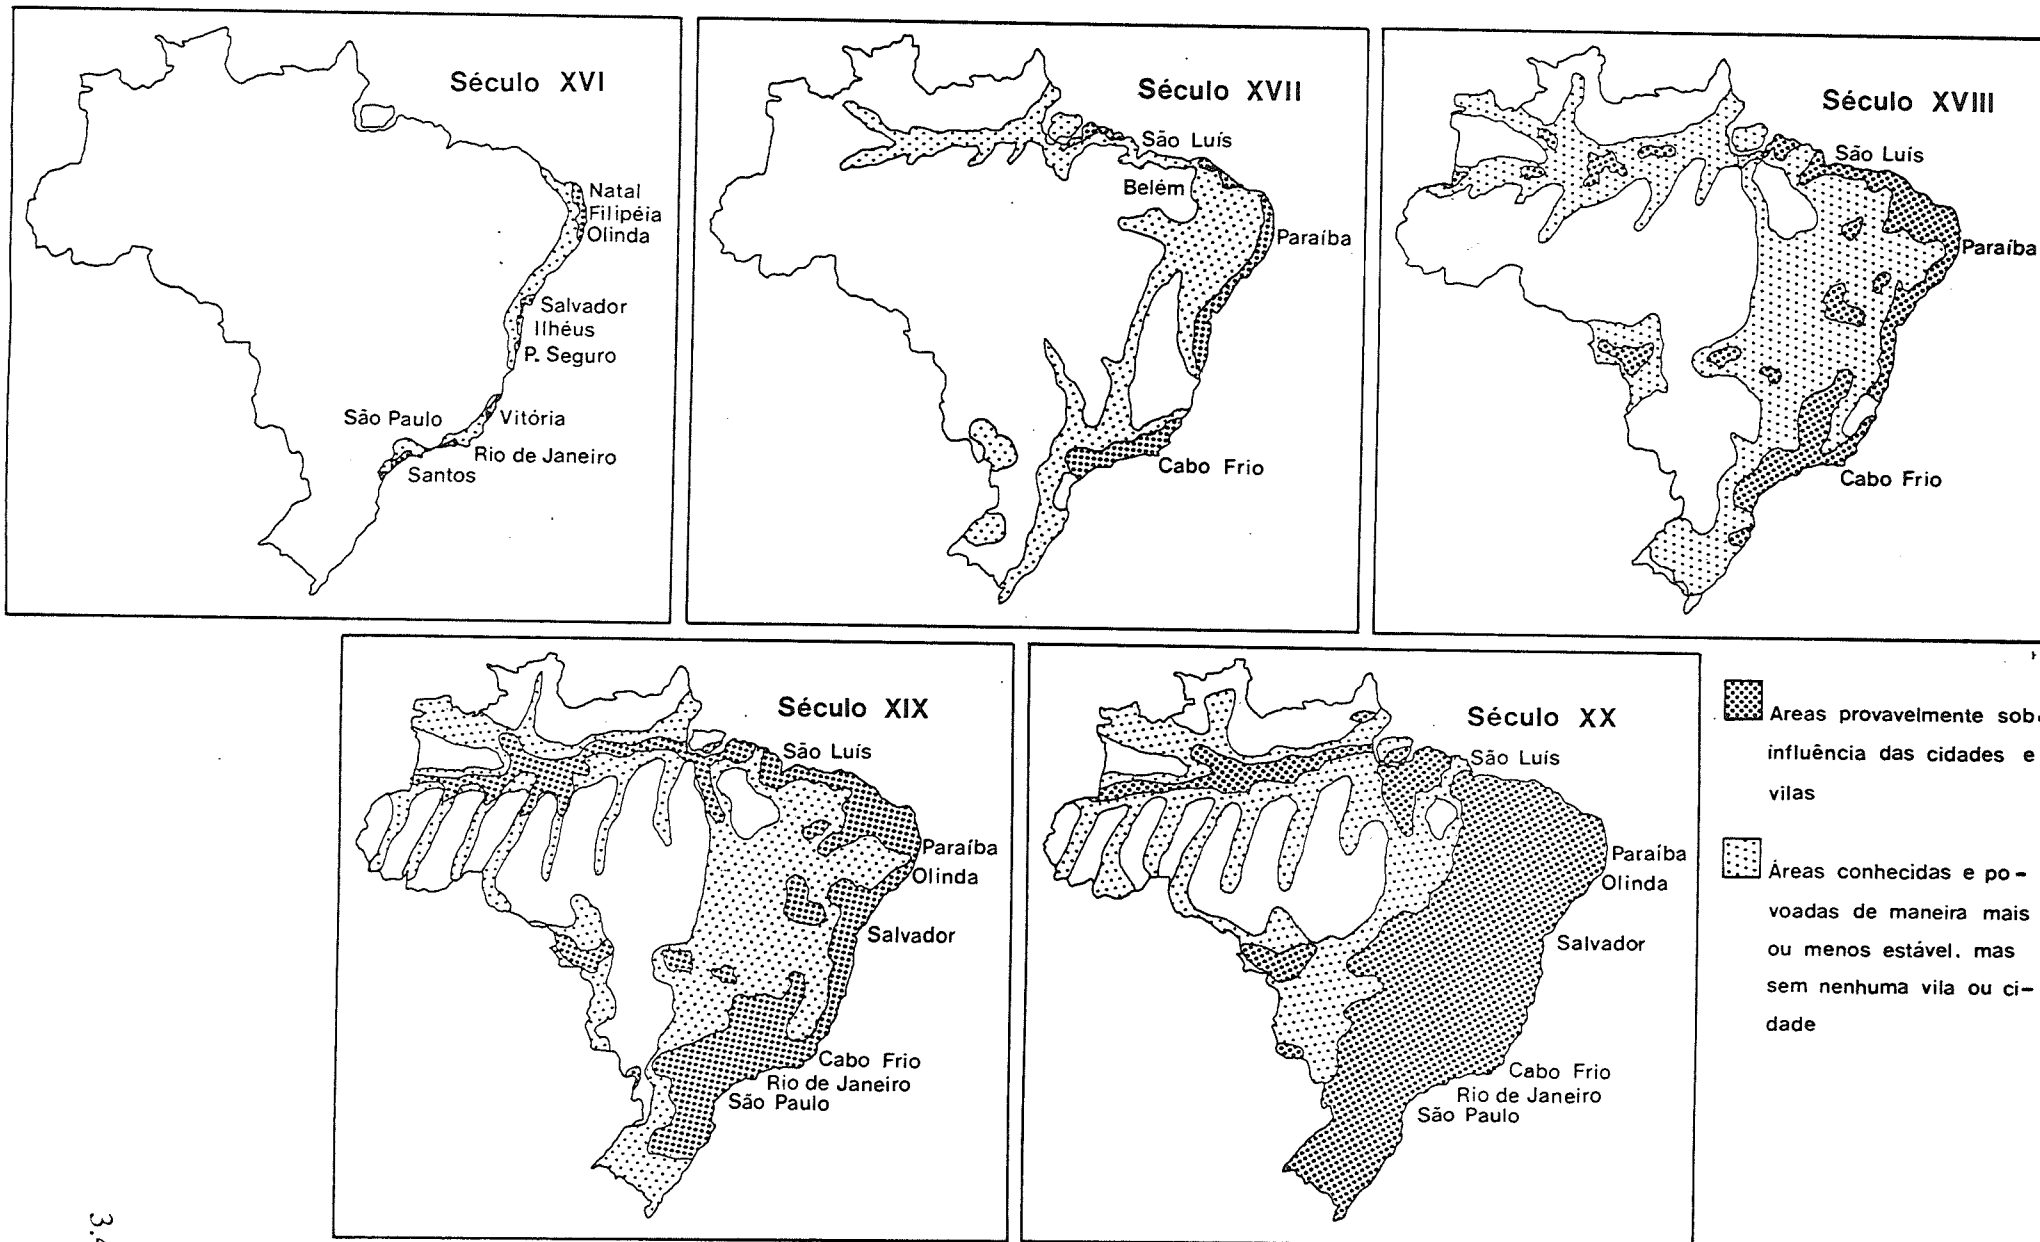 Século XVI
Natal
Filipéia
Olinda
Salvador
Ilhéus
P. Seguro
São Paulo
Vitória
Rio de Janeiro
Santos
Século XVII
São Luís
Belém
Paraíba
Cabo Frio
Século XVIII
São Luís
Paraíba
Cabo Frio
Século XIX
São Luís
Paraíba
Olinda
Salvador
Cabo Frio
Rio de Janeiro
São Paulo
Século XX
São Luís
Paraíba
Olinda
Salvador
Cabo Frio
Rio de Janeiro
São Paulo
Areas provavelmente sob
influência das cidades e
vilas
Áreas conhecidas e po-
voadas de maneira mais
ou menos estável. mas
sem nenhuma vila ou ci-
dade